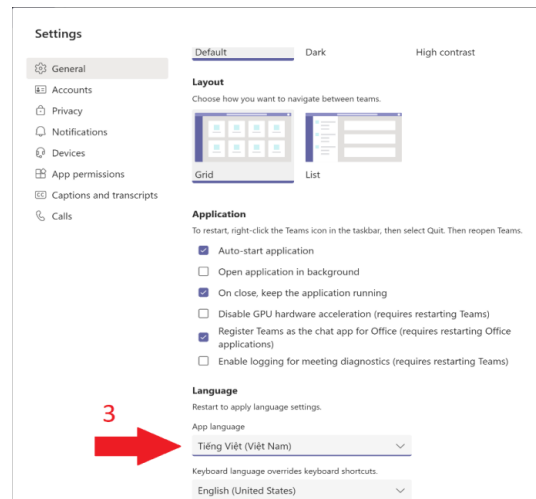 Settings
General
Accounts
Privacy
Notifications
Devices
App permissions
Captions and transcripts
Calls
Default
Dark
High contrast
Layout
Choose how you want to navigate between teams.
Grid
List
Application
To restart, right-click the Teams icon in the taskbar, then select Quit. Then reopen Teams.
Auto-start application
Open application in background
On close, keep the application running
Disable GPU hardware acceleration (requires restarting Teams)
Register Teams as the chat app for Office (requires restarting Office
applications)
Enable logging for meeting diagnostics (requires restarting Teams)
Language
Restart to apply language settings.
App language
3
Tiếng Việt (Việt Nam)
Keyboard language overrides keyboard shortcuts.
English (United States)